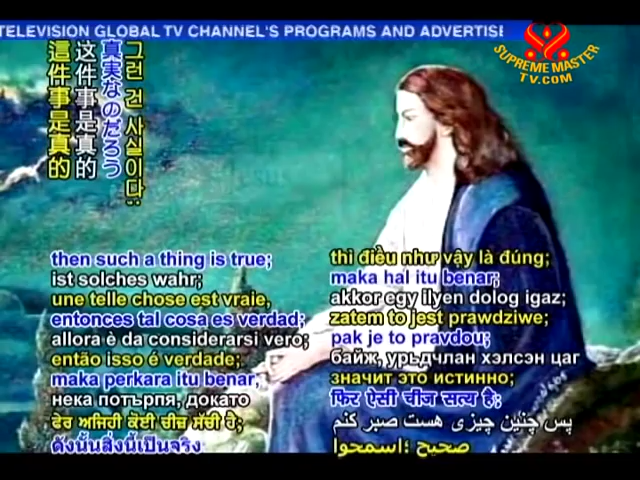 TELEVISION GLOBAL TV CHANNEL'S PROGRAMS AND ADVERTISE
SUPREME MASTER
TV.COM
그런 건 사실이다:
真実なのだろう
这件事是真的
這件事是真的
then such a thing is true;
ist solches wahr;
une telle chose est vraie,
entonces tal cosa es verdad;
allora è da considerarsi vero;
então isso é verdade;
maka perkara itu benar,
нека потърпя, докато
ਫੇਰ ਅਜਿਹੀ ਕੋਈ ਚੀਜ਼ ਸੱਚੀ ਹੈ;
ดังนั้นสิ่งนี้เป็นจริง
thì điều như vậy là đúng;
maka hal itu benar;
akkor egy ilyen dolog igaz;
zatem to jest prawdziwe;
pak je to pravdou;
байж, урьдчлан хэлсэн цаг
значит это истинно;
फिर ऐसी चीज सत्य है;
پس چنین چیزی هست صبر کنم
صحيح ؛اسمحوا